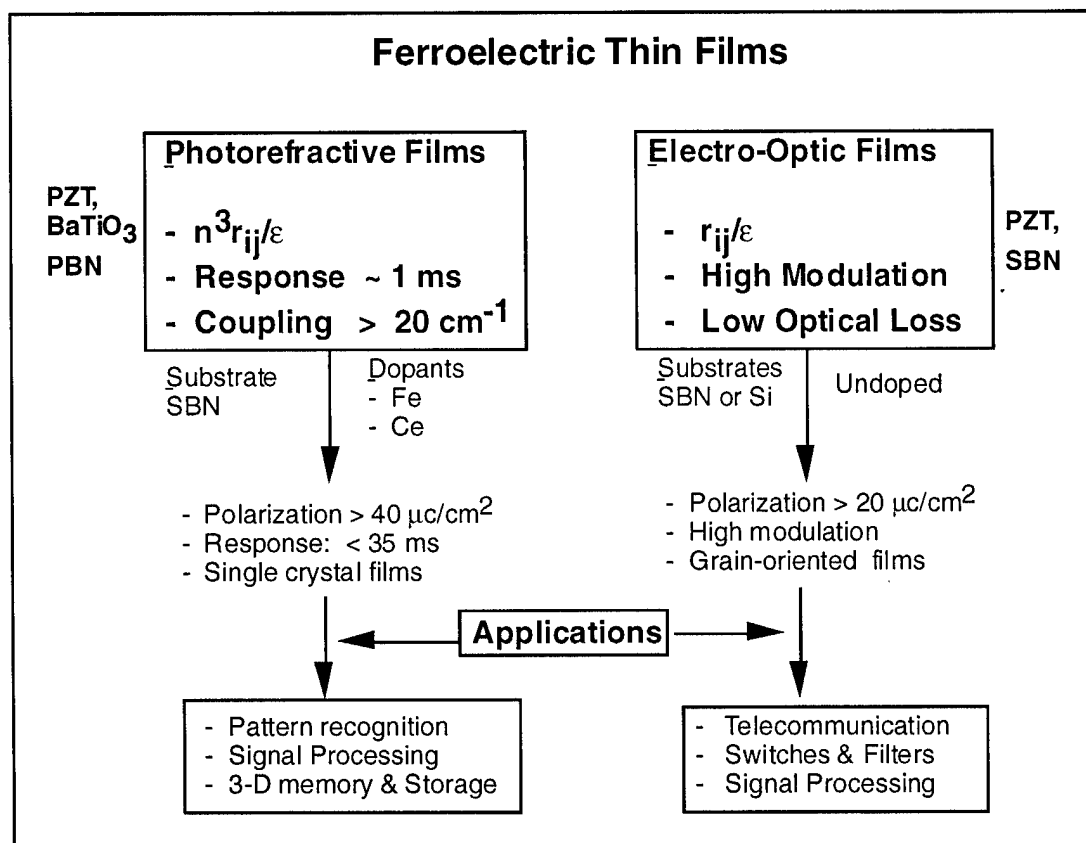 Ferroelectric Thin Films
PZT,
BaTiO3
PBN
Photorefractive Films
- n³rij/ε
- Response ~ 1 ms
- Coupling > 20 cm⁻¹
Electro-Optic Films
- rij/ε
- High Modulation
- Low Optical Loss
PZT,
SBN
Substrate
SBN
Dopants
- Fe
- Ce
Substrates
SBN or Si
Undoped
- Polarization > 40 μc/cm²
- Response: < 35 ms
- Single crystal films
- Polarization > 20 μc/cm²
- High modulation
- Grain-oriented films
Applications
- Pattern recognition
- Signal Processing
- 3-D memory & Storage
- Telecommunication
- Switches & Filters
- Signal Processing